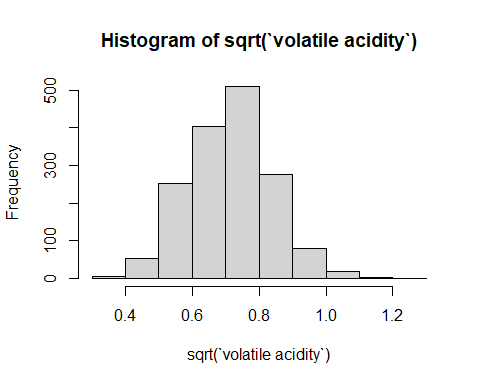 Histogram of sqrt(`volatile acidity`)
Frequency
500
300
100
0
0.4 0.6 0.8 1.0 1.2
sqrt(`volatile acidity`)